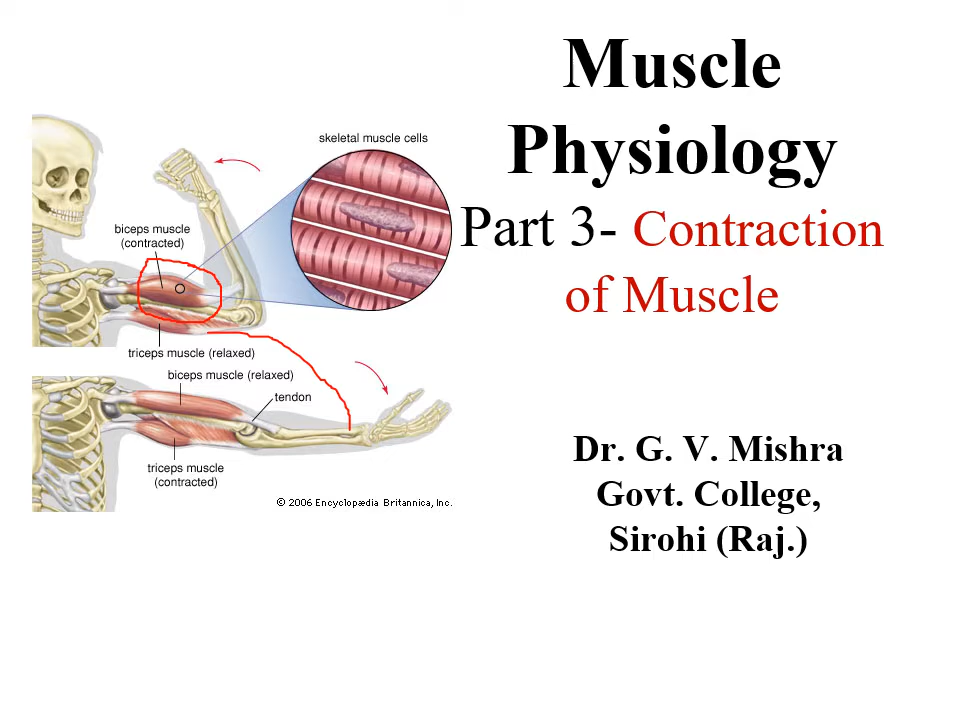 Muscle
Physiology
Part 3- Contraction
of Muscle
skeletal muscle cells
biceps muscle
(contracted)
triceps muscle (relaxed)
biceps muscle (relaxed)
tendon
triceps muscle
(contracted)
© 2006 Encyclopædia Britannica, Inc.
Dr. G. V. Mishra
Govt. College,
Sirohi (Raj.)